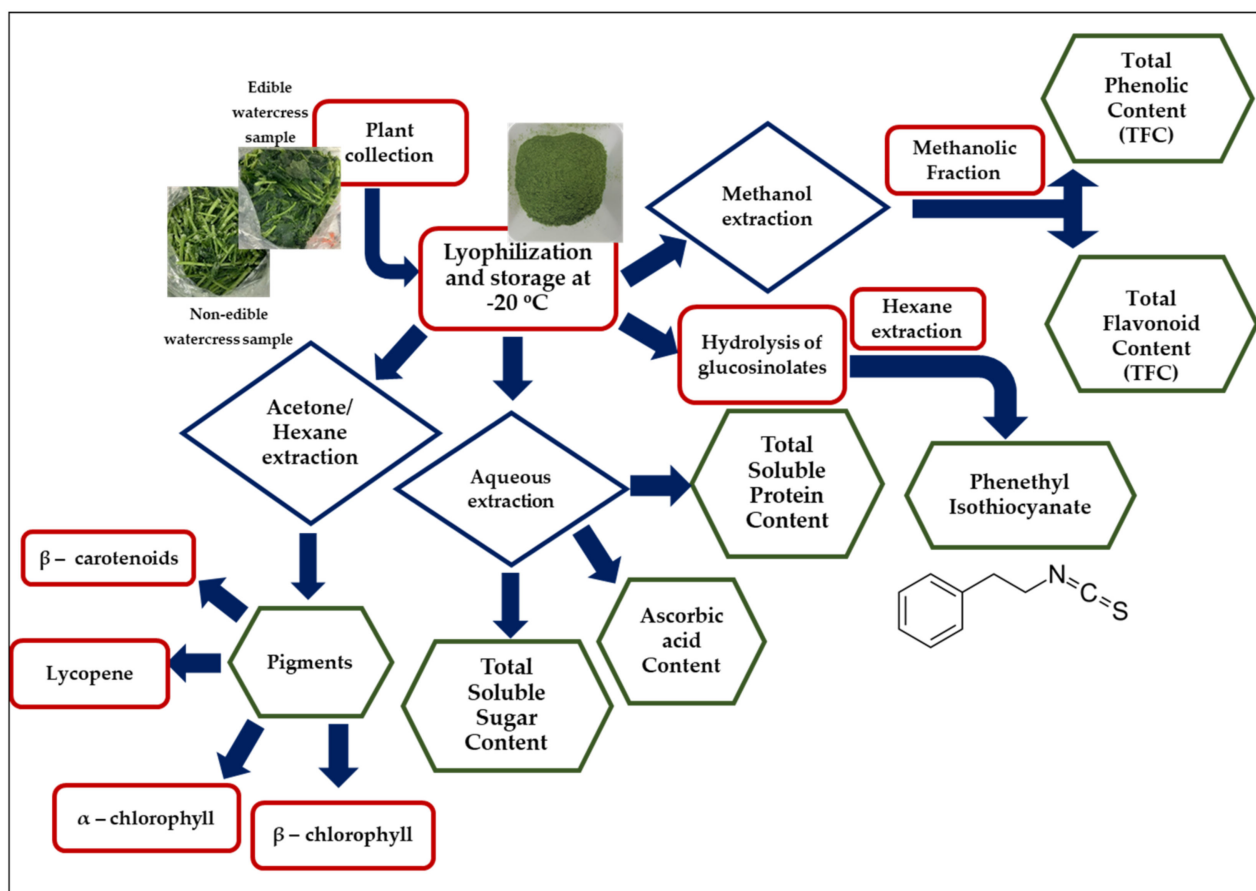 Edible
watercress
sample
Plant
collection
Non-edible
watercress sample
Lyophilization
and storage at
-20 ºC
Methanol
extraction
Methanolic
Fraction
Total
Phenolic
Content
(TFC)
Total
Flavonoid
Content
(TFC)
Hydrolysis of
glucosinolates
Hexane
extraction
Phenethyl
Isothiocyanate
N=C=S
Acetone/
Hexane
extraction
Aqueous
extraction
Total
Soluble
Protein
Content
Ascorbic
acid
Content
Total
Soluble
Sugar
Content
Pigments
β – carotenoids
Lycopene
α – chlorophyll
β – chlorophyll